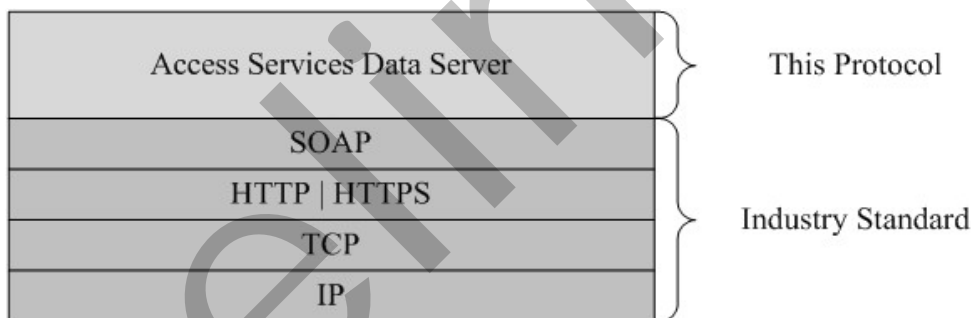 Access Services Data Server
This Protocol
SOAP
HTTP | HTTPS
TCP
Industry Standard
IP